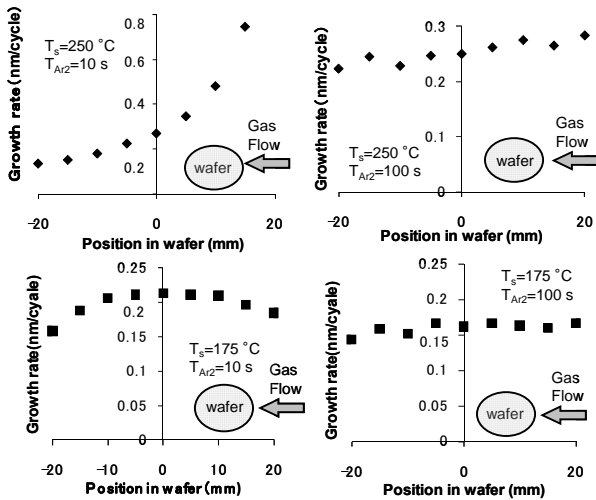 Growth rate (nm/cycle)
0.8
0.6
0.4
0.2
Ts=250 °C
TAr2=10 s
Gas
Flow
wafer
-20
0
20
Position in wafer (mm)
Growth rate (nm/cycle)
0.3
0.2
0.1
0
Ts=250 °C
TAr2=100 s
Gas
Flow
wafer
-20
0
20
Position in wafer (mm)
Growth rate(nm/cyale)
0.25
0.2
0.15
0.1
0.05
0
Ts=175 °C
TAr2=10 s
Gas
Flow
wafer
-20
-10
0
10
20
Position in wafer (mm)
Growth rate(nm/cyale)
0.25
0.2
0.15
0.1
0.05
0
Ts=175 °C
TAr2=100 s
Gas
Flow
wafer
-20
0
20
Position in wafer (mm)